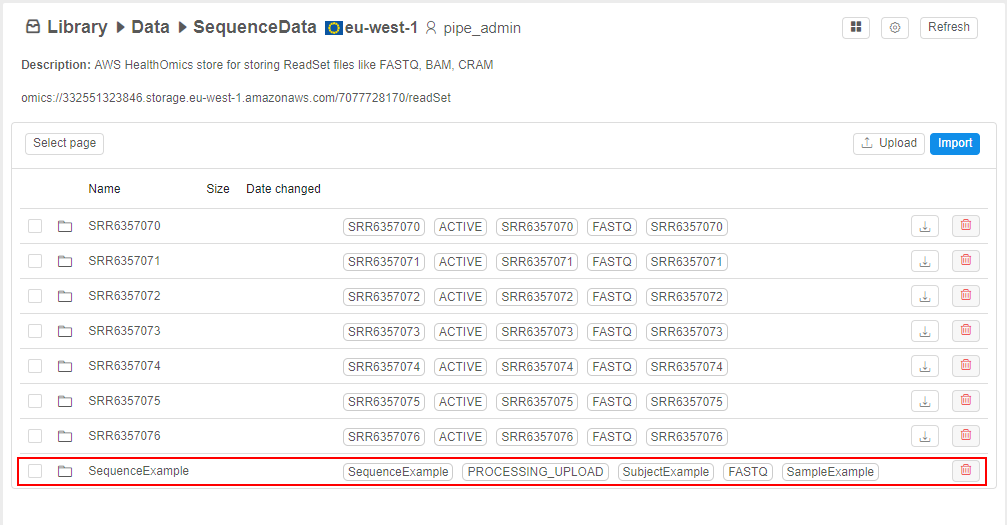 Library Data SequenceData eu-west-1 pipe_admin Refresh
Description: AWS HealthOmics store for storing ReadSet files like FASTQ, BAM, CRAM
omics://332551323846.storage.eu-west-1.amazonaws.com/7077728170/readSet
Select page Upload Import
Name Size Date changed
SRR6357070 SRR6357070 ACTIVE SRR6357070 FASTQ SRR6357070
SRR6357071 SRR6357071 ACTIVE SRR6357071 FASTQ SRR6357071
SRR6357072 SRR6357072 ACTIVE SRR6357072 FASTQ SRR6357072
SRR6357073 SRR6357073 ACTIVE SRR6357073 FASTQ SRR6357073
SRR6357074 SRR6357074 ACTIVE SRR6357074 FASTQ SRR6357074
SRR6357075 SRR6357075 ACTIVE SRR6357075 FASTQ SRR6357075
SRR6357076 SRR6357076 ACTIVE SRR6357076 FASTQ SRR6357076
SequenceExample SequenceExample PROCESSING_UPLOAD SubjectExample FASTQ SampleExample